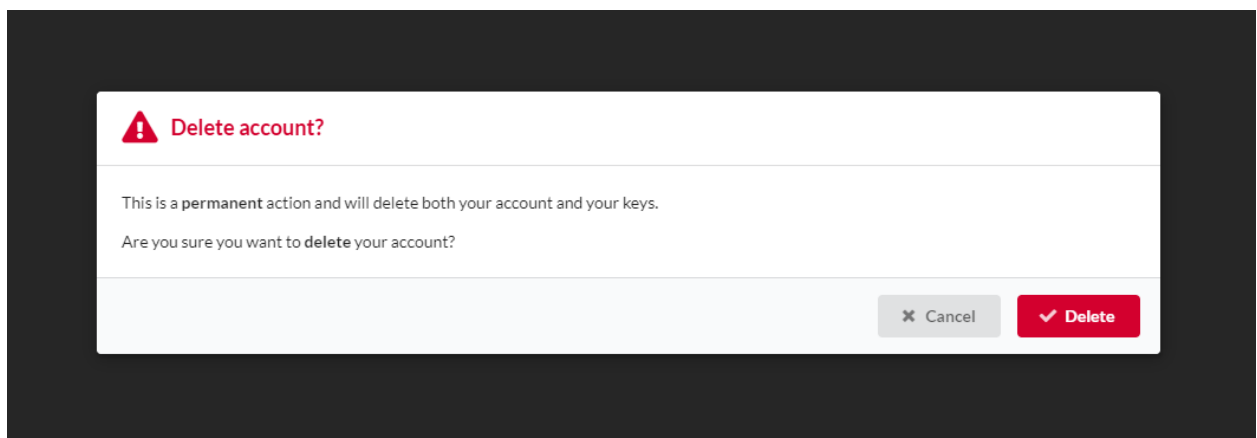 Delete account?
This is a permanent action and will delete both your account and your keys.
Are you sure you want to delete your account?
Cancel
Delete